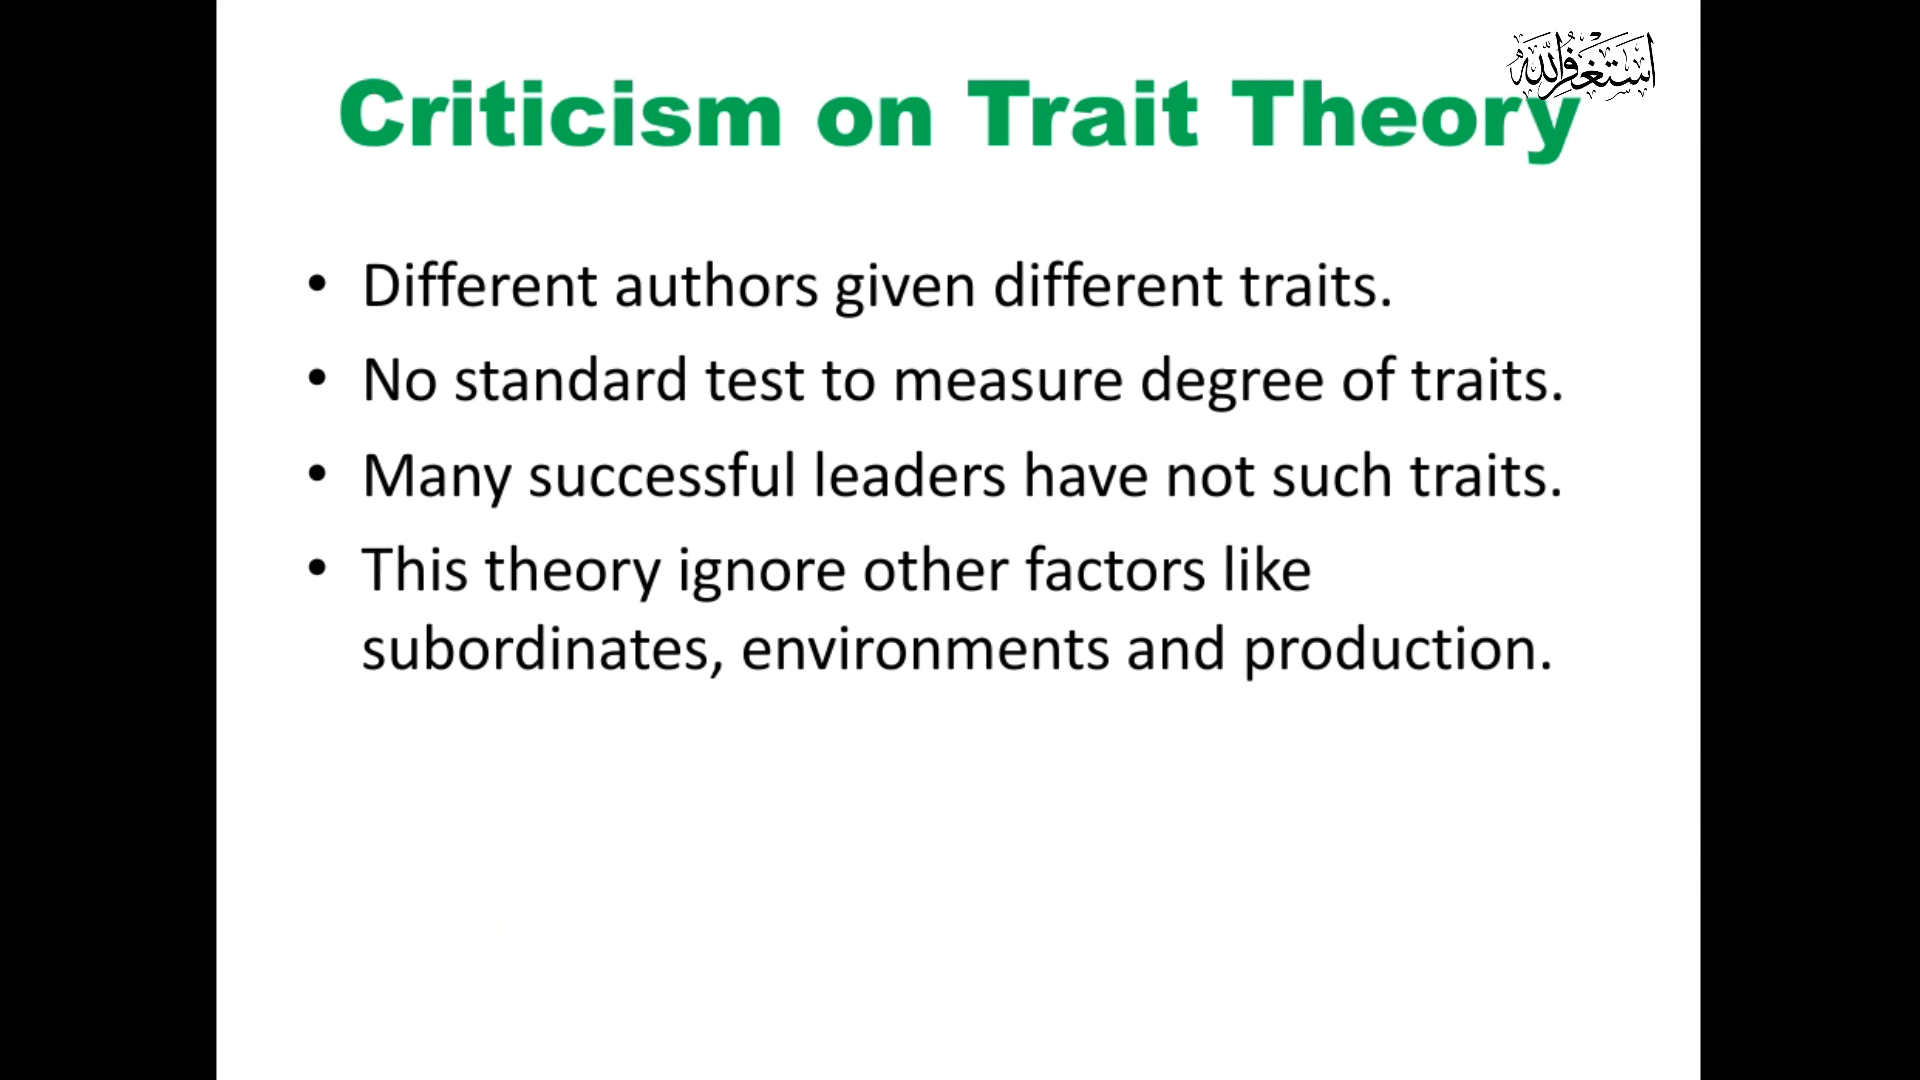 استغفر الله
Criticism on Trait Theory
• Different authors given different traits.
• No standard test to measure degree of traits.
• Many successful leaders have not such traits.
• This theory ignore other factors like
subordinates, environments and production.